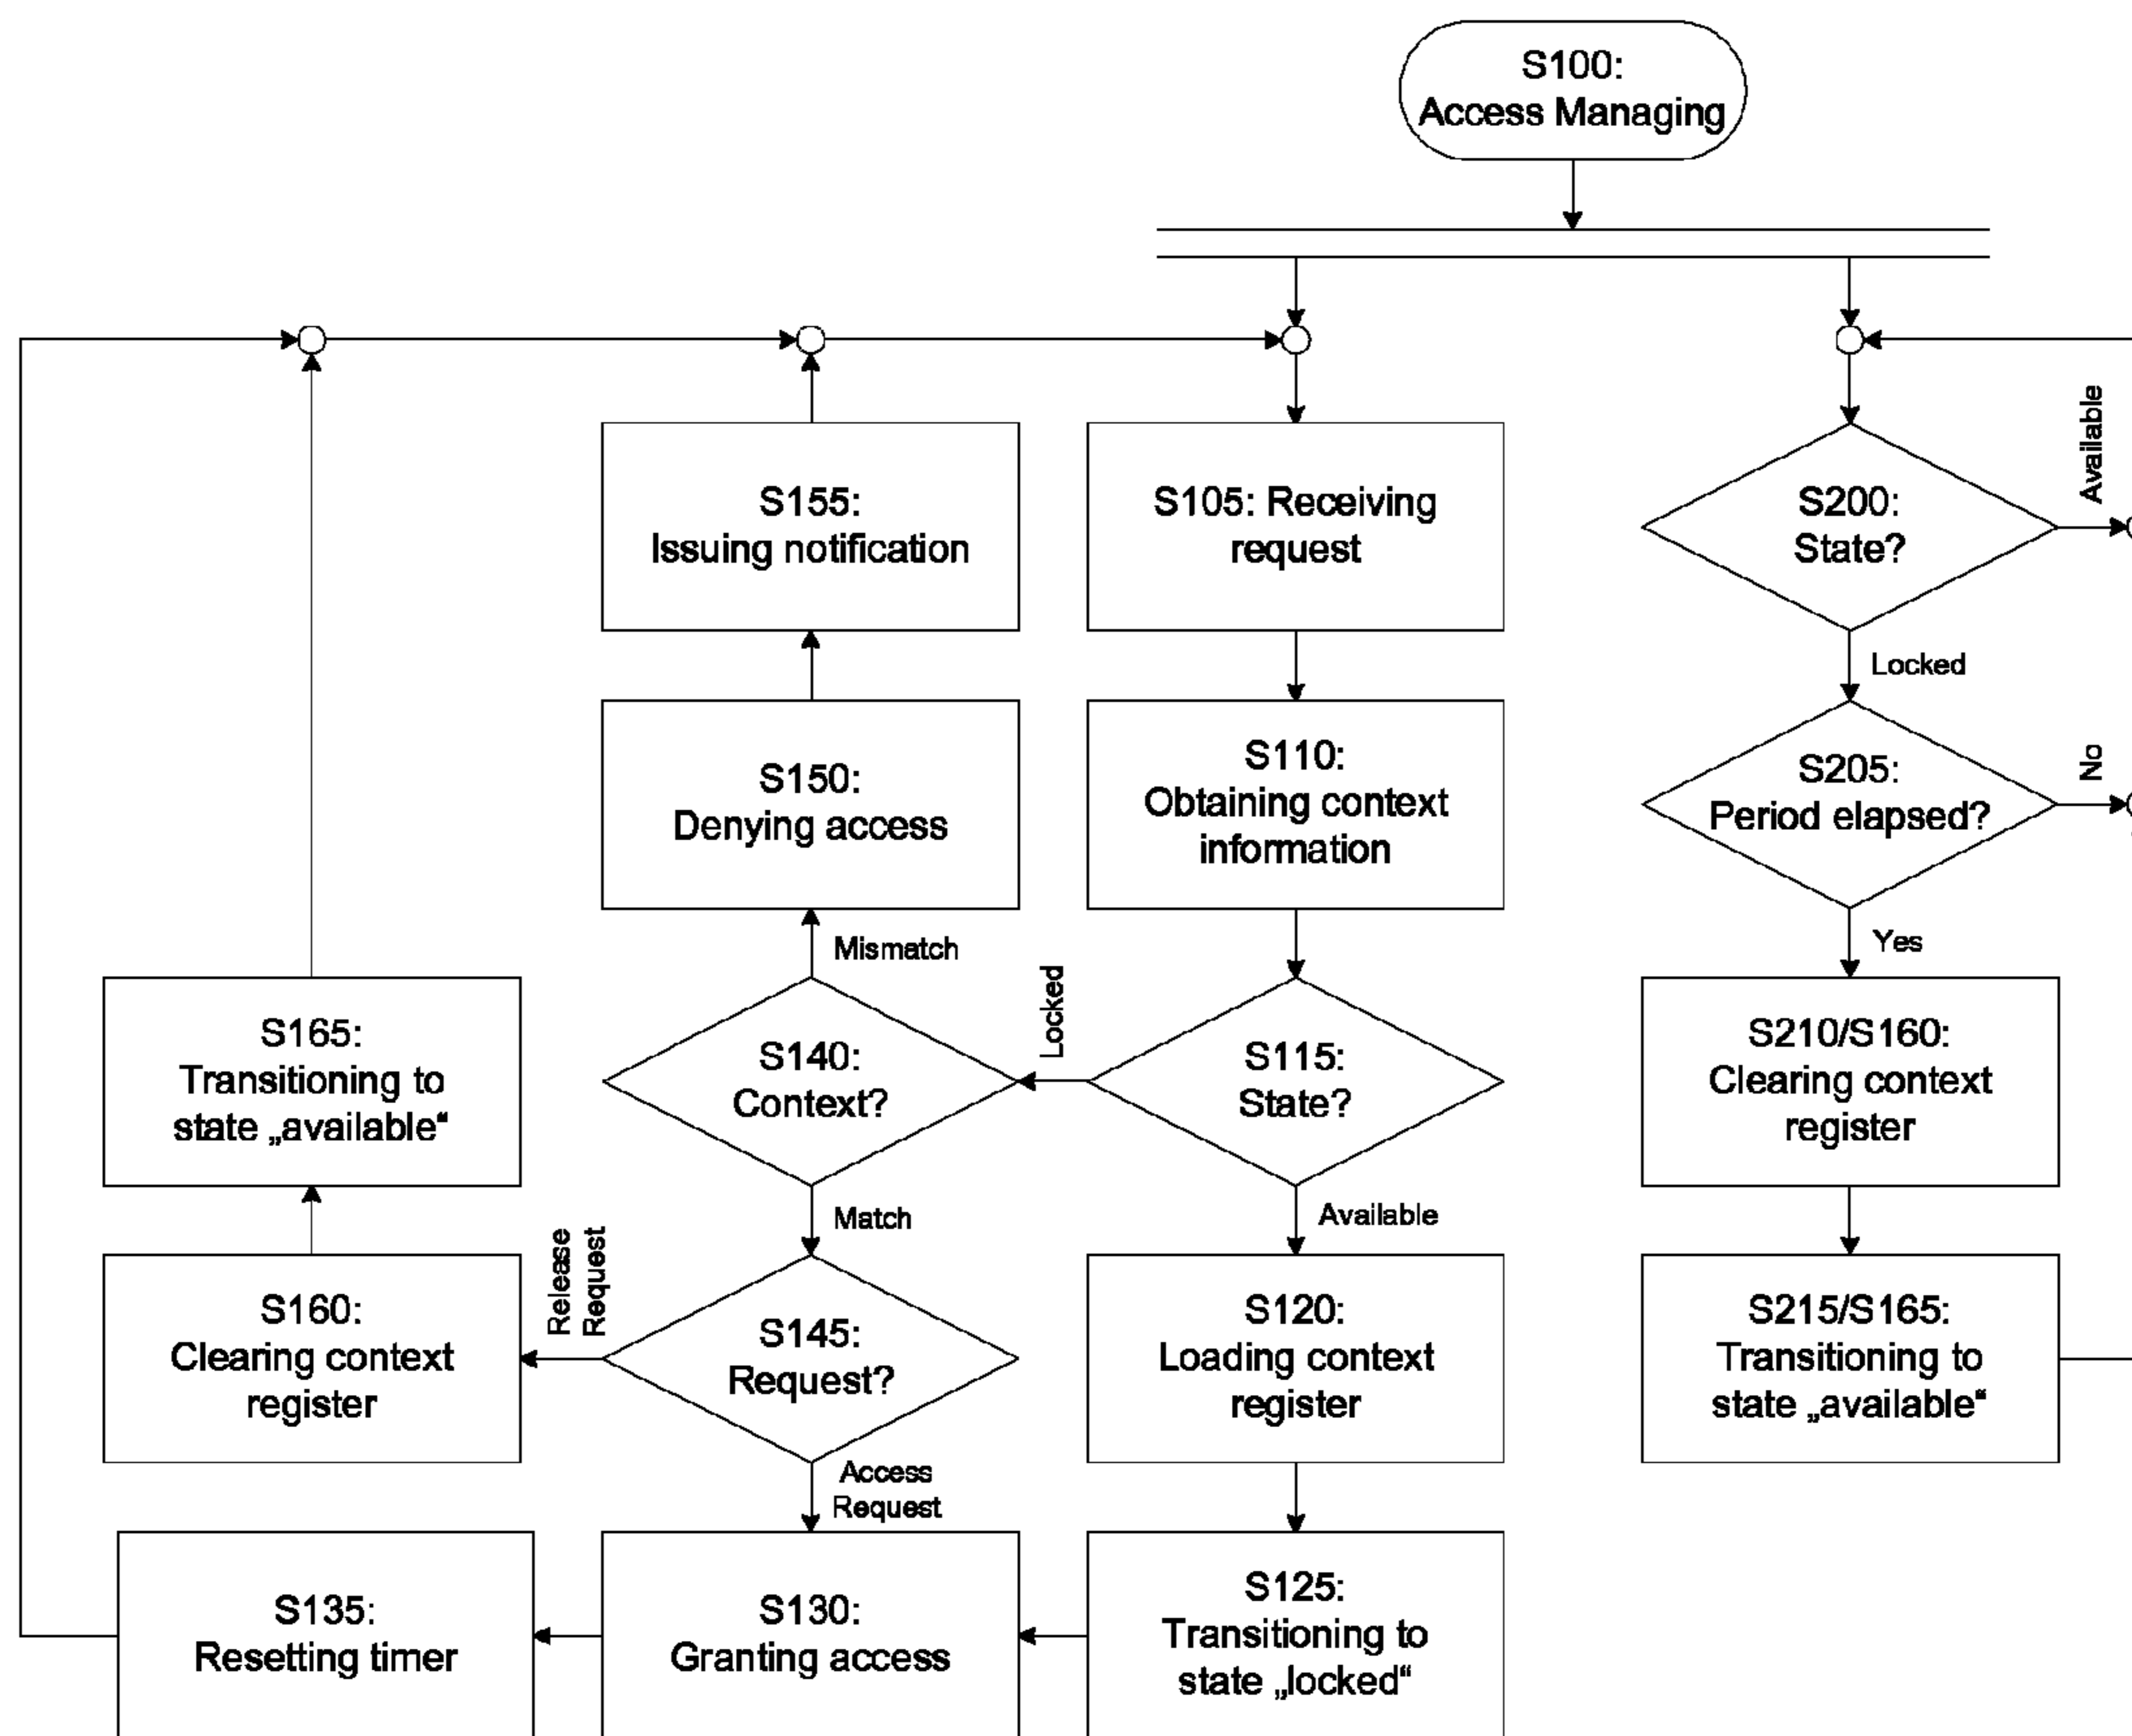 S100:
Access Managing
Available
S155:
Issuing notification
S105: Receiving
request
S200:
State?
Locked
S150:
Denying access
S110:
Obtaining context
information
S205:
Period elapsed?
No
Mismatch
Locked
Yes
S165:
Transitioning to
state „available“
S140:
Context?
S115:
State?
S210/S160:
Clearing context
register
Match
Available
Release
Request
S160:
Clearing context
register
S145:
Request?
S120:
Loading context
register
S215/S165:
Transitioning to
state „available“
Access
Request
S135:
Resetting timer
S130:
Granting access
S125:
Transitioning to
state „locked“